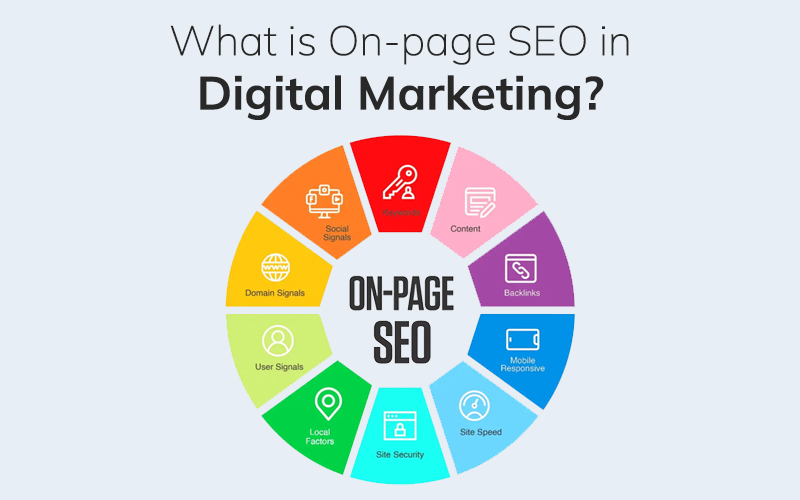 What is On-page SEO in
Digital Marketing?
Keywords
Content
Backlinks
Mobile
Responsive
Site Speed
Site Security
Local
Factors
User Signals
Domain Signals
Social
Signals
ON-PAGE
SEO